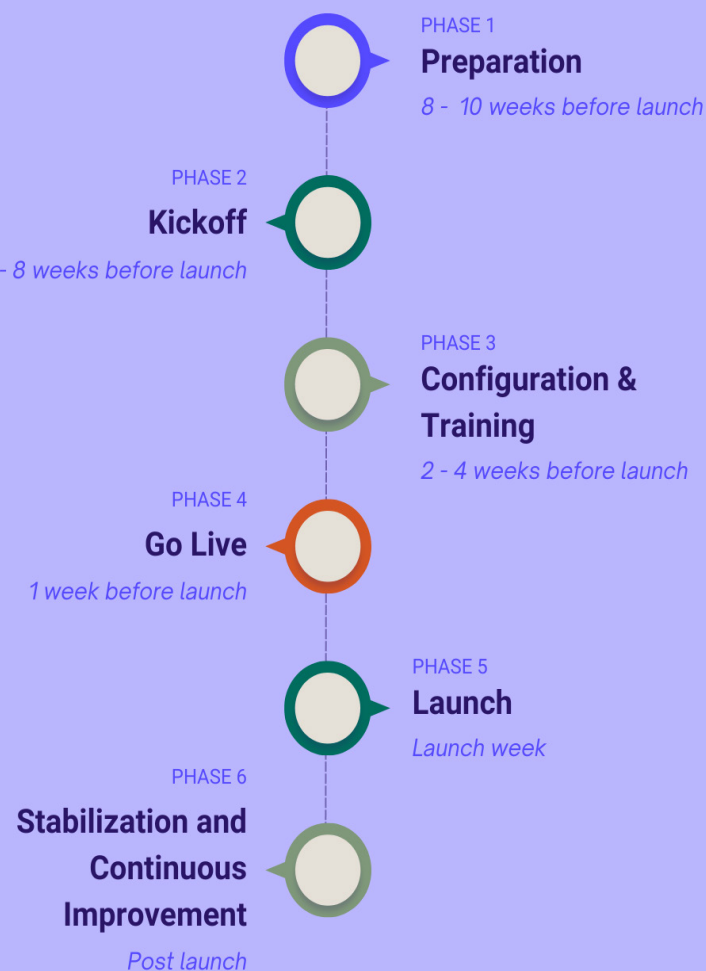 PHASE 1
Preparation
8 - 10 weeks before launch
PHASE 2
Kickoff
- 8 weeks before launch
PHASE 3
Configuration &
Training
2 - 4 weeks before launch
PHASE 4
Go Live
1 week before launch
PHASE 5
Launch
Launch week
PHASE 6
Stabilization and
Continuous
Improvement
Post launch